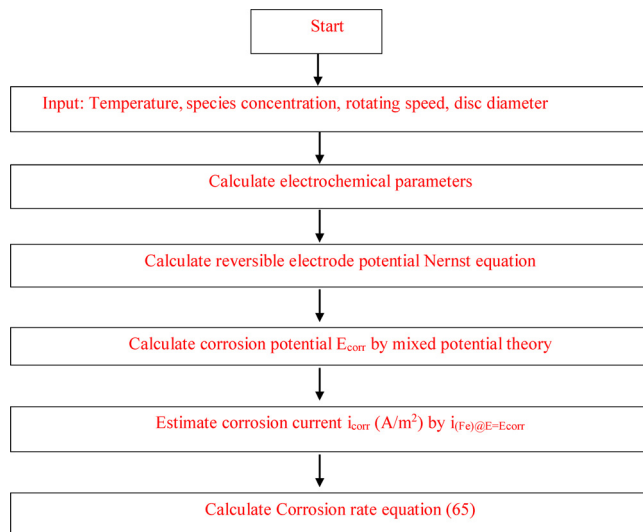 Start
Input: Temperature, species concentration, rotating speed, disc diameter
Calculate electrochemical parameters
Calculate reversible electrode potential Nernst equation
Calculate corrosion potential Ecorr by mixed potential theory
Estimate corrosion current icorr (A/m²) by i(Fe)@E=Ecorr
Calculate Corrosion rate equation (65)